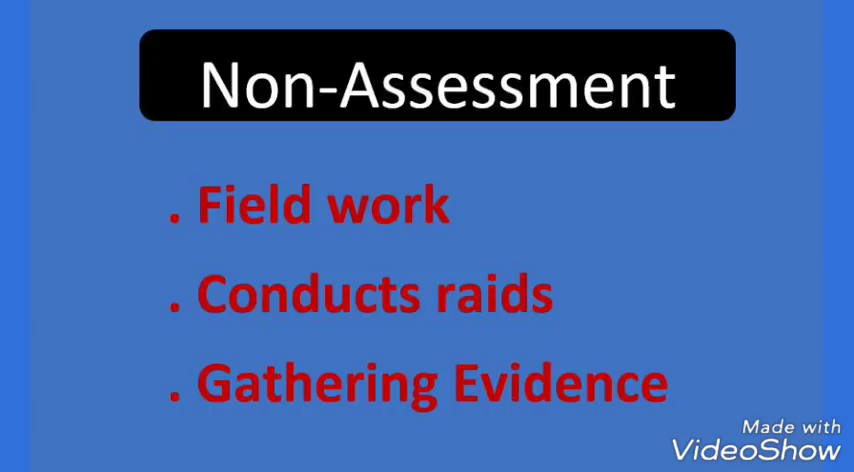 Non-Assessment
. Field work
. Conducts raids
. Gathering Evidence
Made with
VideoShow